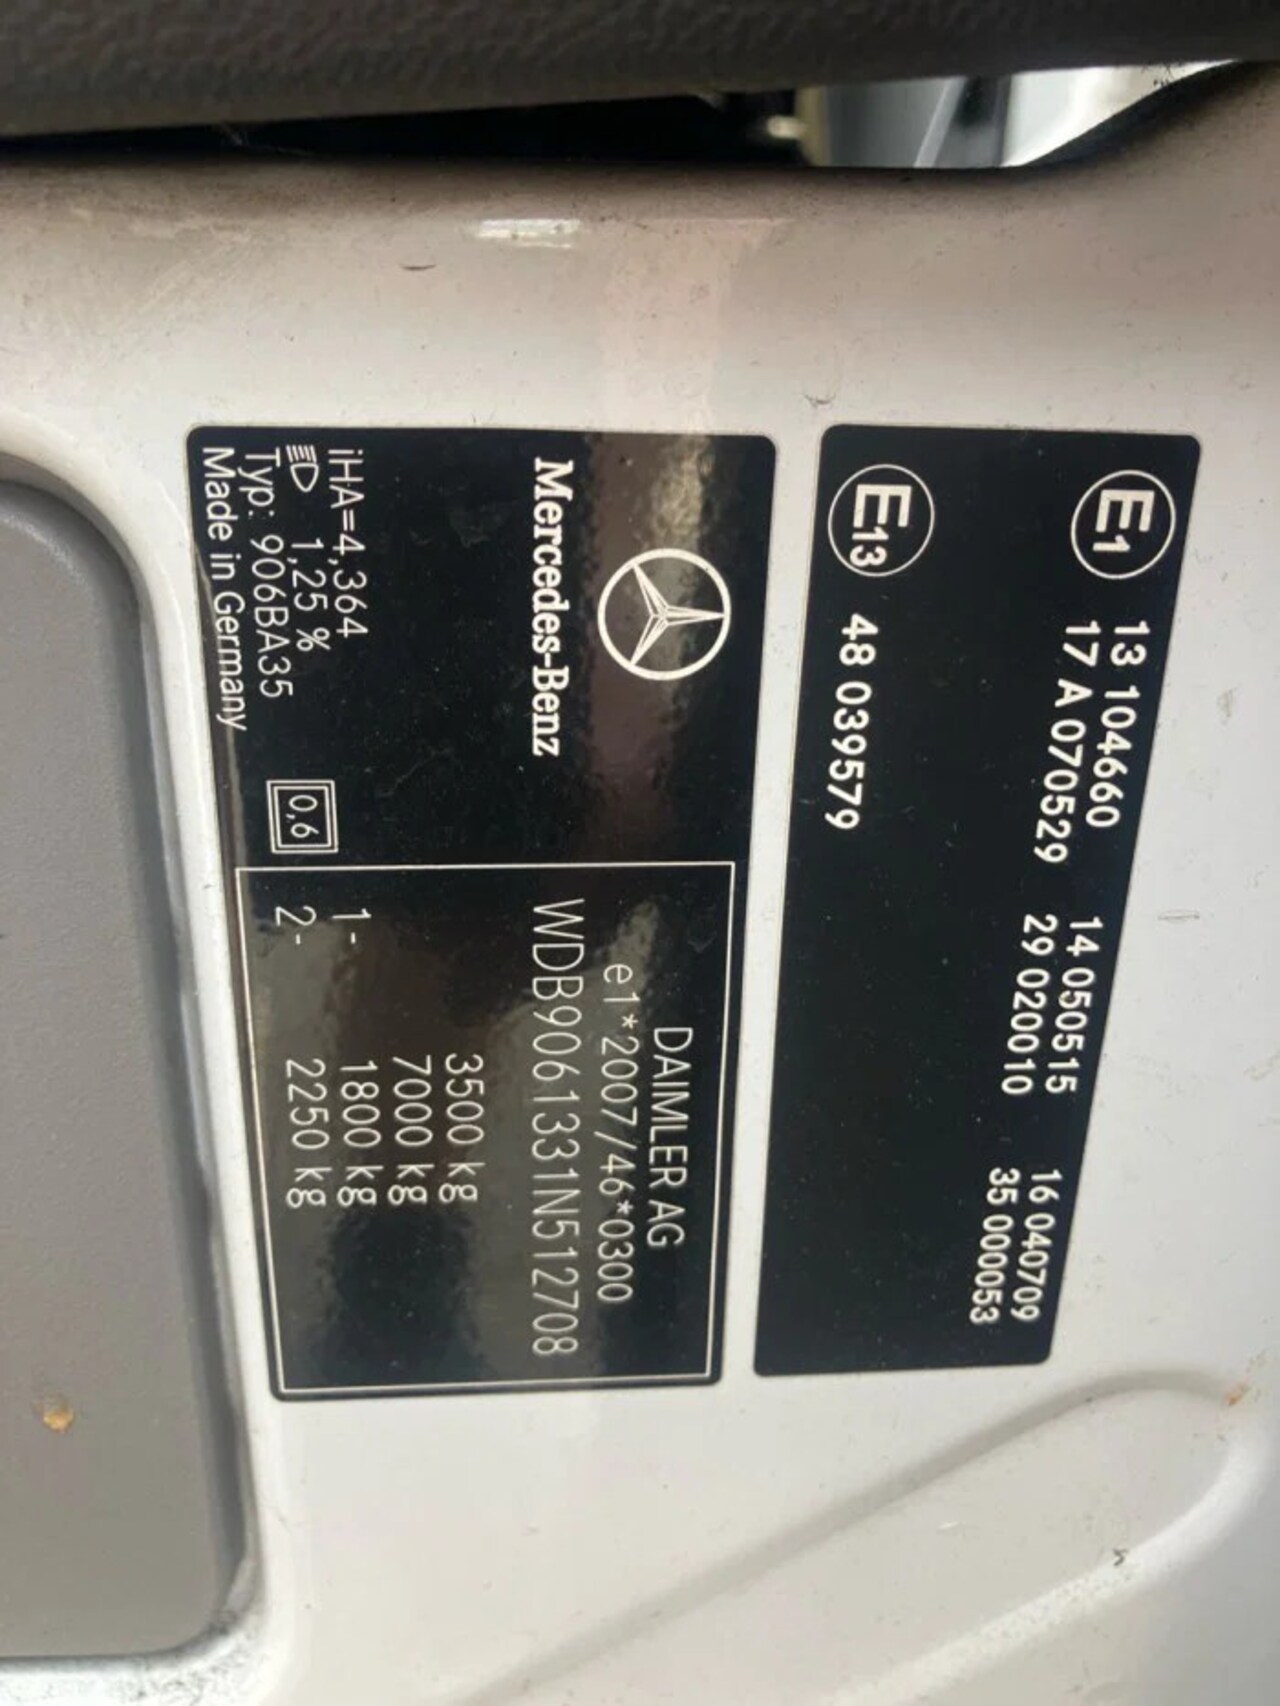 E1 13 104660 14 050515 16 040709
17 A 070529 29 020010 35 000053
E13 48 039579
Mercedes-Benz
iHA=4,364
1,25 %
Typ: 906BA35
Made in Germany
0,6
DAIMLER AG
e1*2007/46*0300
WDB9061331N512708
3500 kg
7000 kg
1- 1800 kg
2- 2250 kg